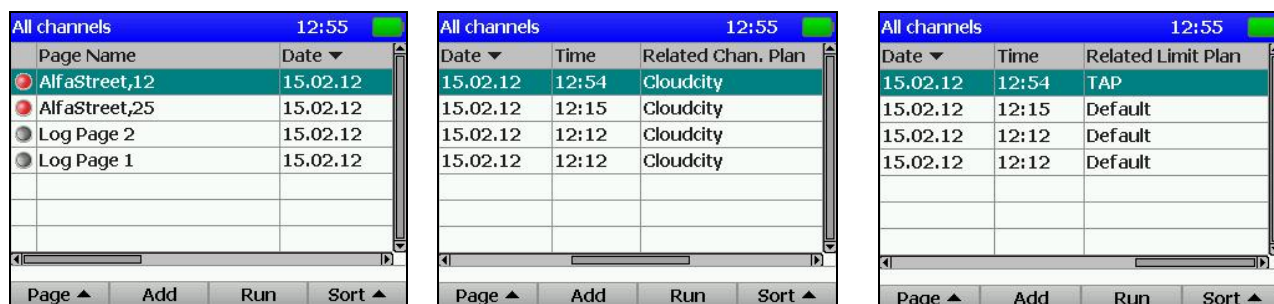 All channels 12:55
Page Name Date ▼
AlfaStreet,12 15.02.12
AlfaStreet,25 15.02.12
Log Page 2 15.02.12
Log Page 1 15.02.12
Page ▲ Add Run Sort ▲
All channels 12:55
Date ▼ Time Related Chan. Plan
15.02.12 12:54 Cloudcity
15.02.12 12:15 Cloudcity
15.02.12 12:12 Cloudcity
15.02.12 12:12 Cloudcity
Page ▲ Add Run Sort ▲
All channels 12:55
Date ▼ Time Related Limit Plan
15.02.12 12:54 TAP
15.02.12 12:15 Default
15.02.12 12:12 Default
15.02.12 12:12 Default
Page ▲ Add Run Sort ▲